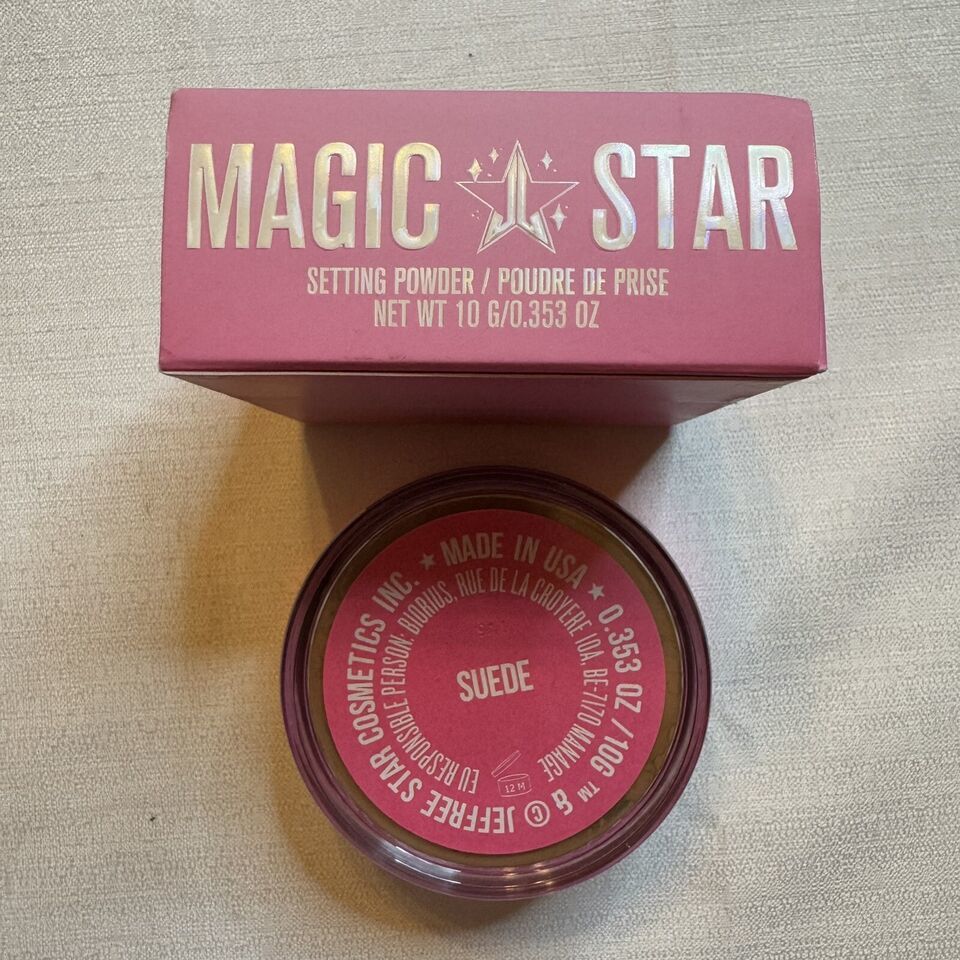 MAGIC STAR
SETTING POWDER / POUDRE DE PRISE
NET WT 10 G/0.353 OZ
★ MADE IN USA ★ 0.353 OZ / 10G ™ & © JEFFREE STAR COSMETICS INC.
EU RESPONSIBLE PERSON: BIORIUS, RUE DE LA CROYERE 10A, BE-7170 MANAGE
SUEDE
12 M